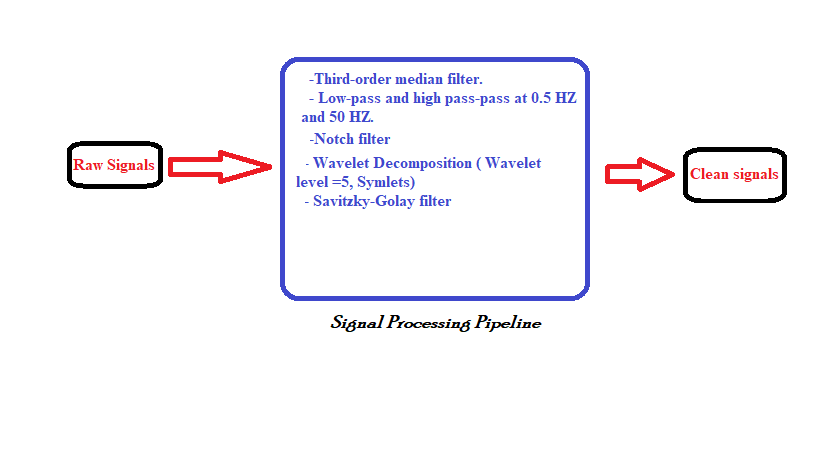 -Third-order median filter.
- Low-pass and high pass-pass at 0.5 HZ
and 50 HZ.
-Notch filter
- Wavelet Decomposition ( Wavelet
level =5, Symlets)
- Savitzky-Golay filter
Raw Signals
Clean signals
Signal Processing Pipeline